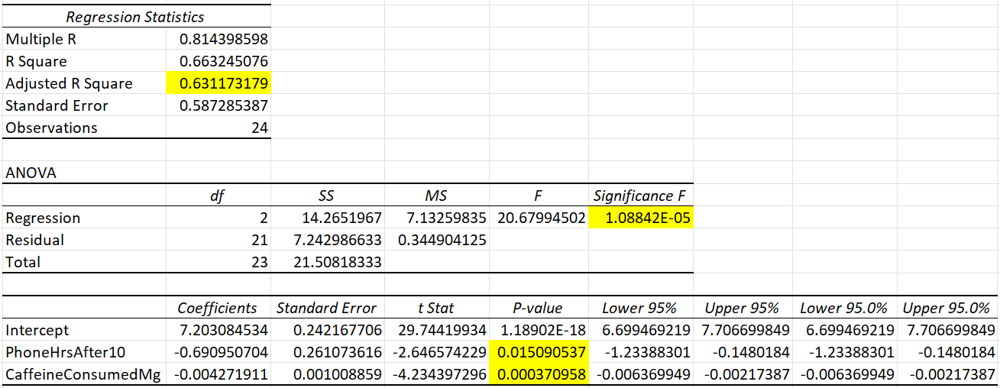 Regression Statistics
Multiple R 0.814398598
R Square 0.663245076
Adjusted R Square 0.631173179
Standard Error 0.587285387
Observations 24
ANOVA
df SS MS F Significance F
Regression 2 14.2651967 7.13259835 20.67994502 1.08842E-05
Residual 21 7.242986633 0.344904125
Total 23 21.50818333
Coefficients Standard Error t Stat P-value Lower 95% Upper 95% Lower 95.0% Upper 95.0%
Intercept 7.203084534 0.242167706 29.74419934 1.18902E-18 6.699469219 7.706699849 6.699469219 7.706699849
PhoneHrsAfter10 -0.690950704 0.261073616 -2.646574229 0.015090537 -1.23388301 -0.1480184 -1.23388301 -0.1480184
CaffeineConsumedMg -0.004271911 0.001008859 -4.234397296 0.000370958 -0.006369949 -0.00217387 -0.006369949 -0.00217387